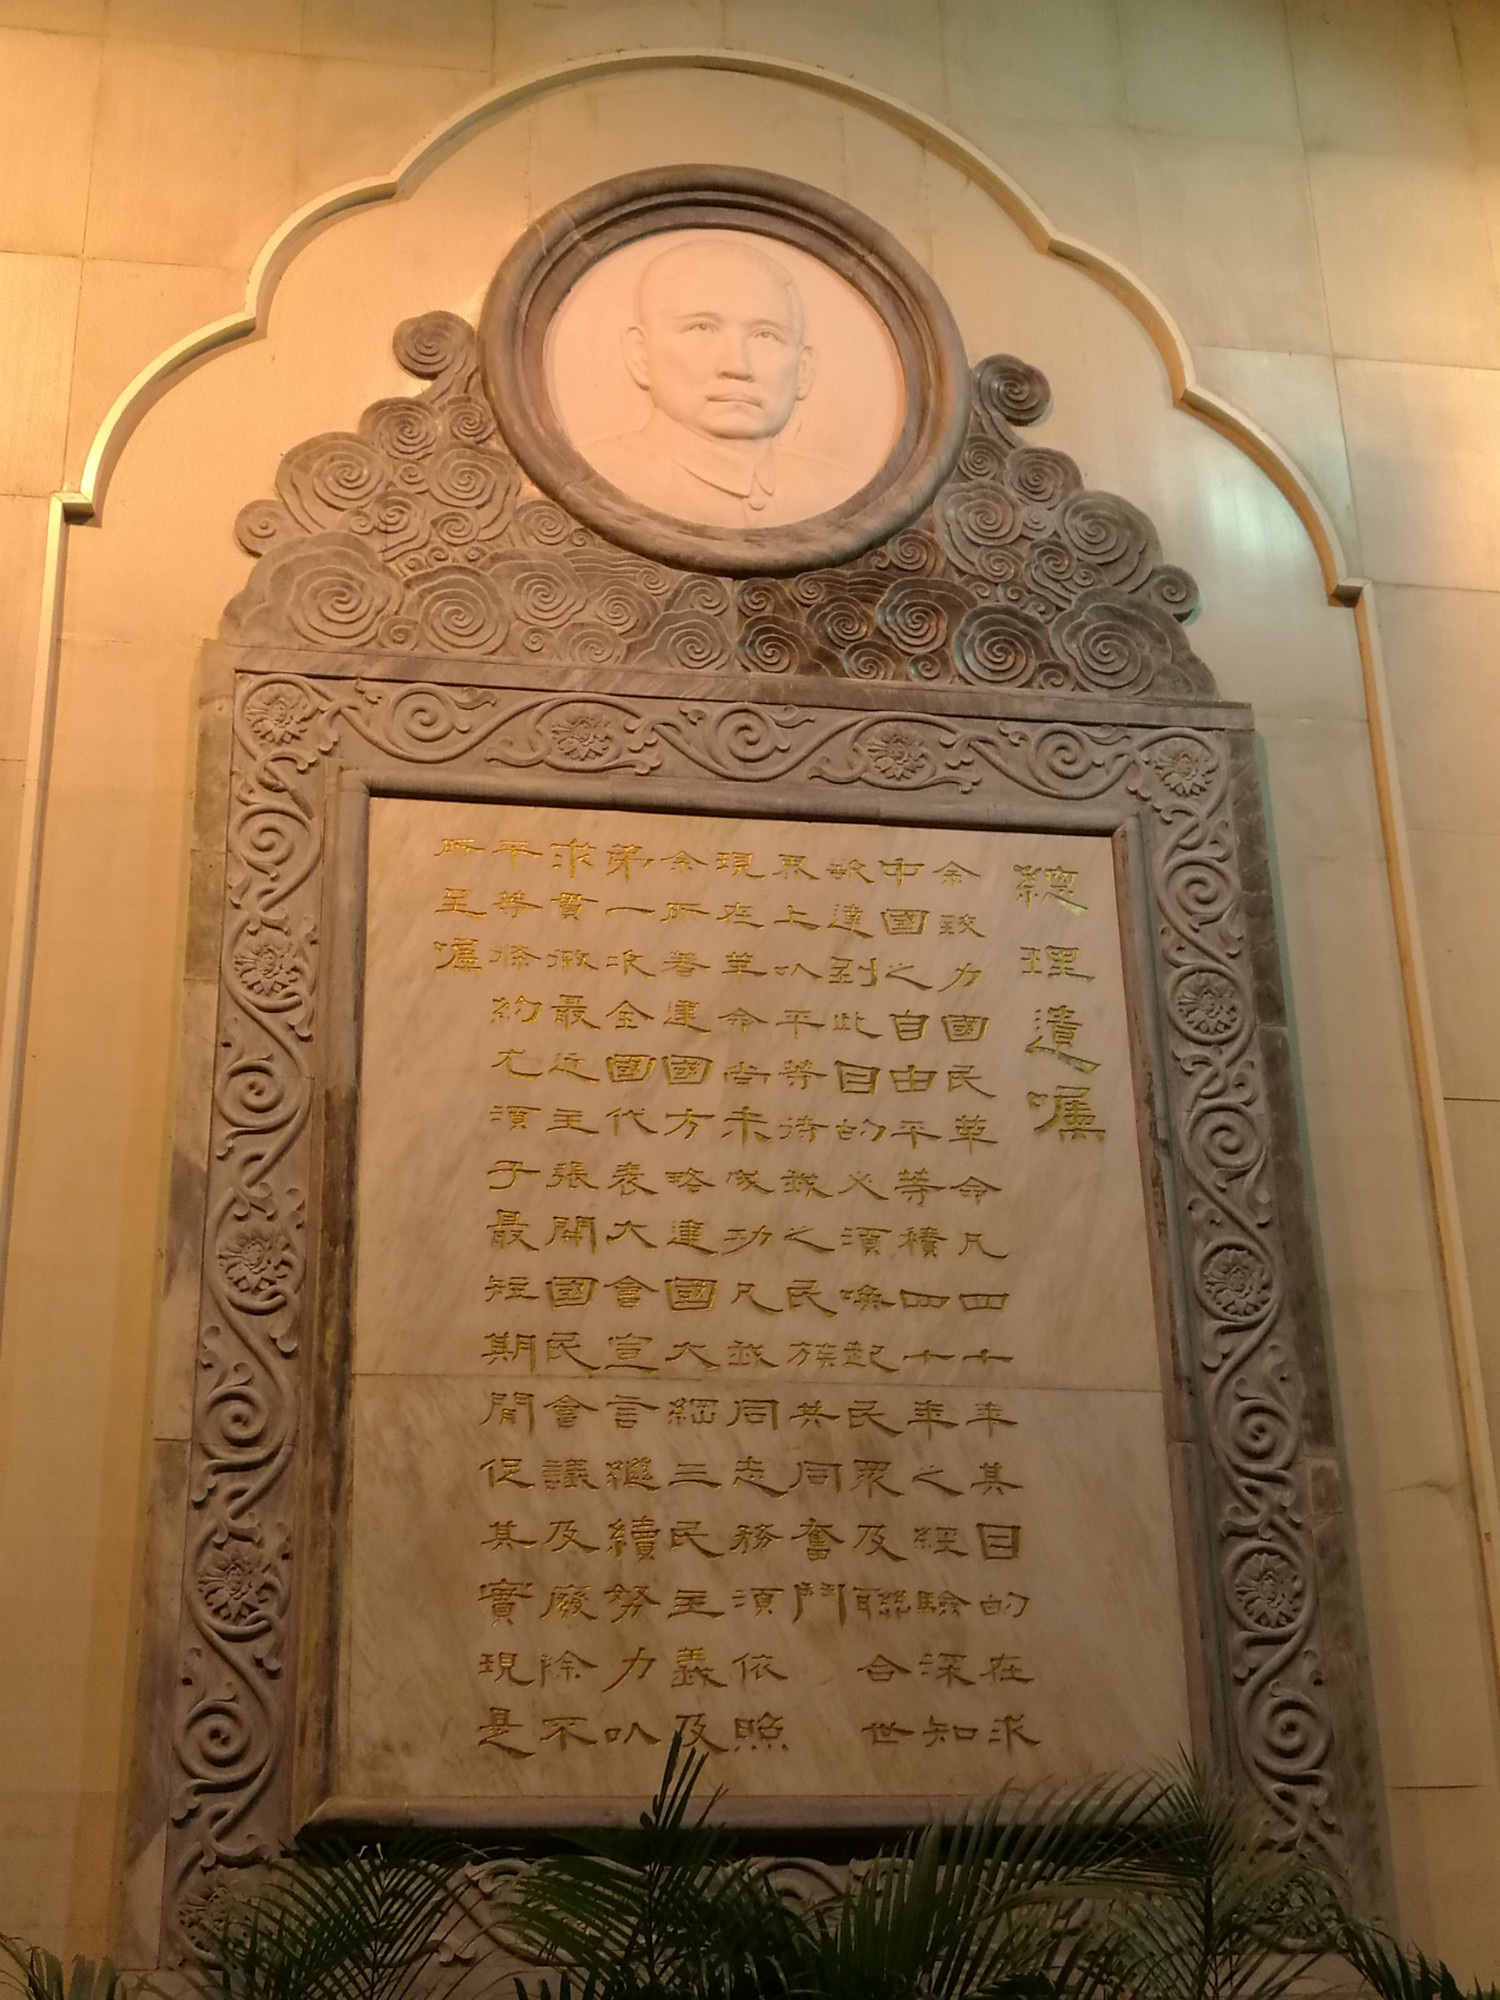 總理遺囑
余致力國民革命凡四十年其目的在求
中國之自由平等積四十年之經驗深知
欲達到此目的必須喚起民眾及聯合世
界上以平等待我之民族共同奮鬥
現在革命尚未成功凡我同志務須依照
余所著建國方略建國大綱三民主義及
第一次全國代表大會宣言繼續努力以
求貫徹最近主張開國民會議及廢除不
平等條約尤須于最短期間促其實現是
所至囑